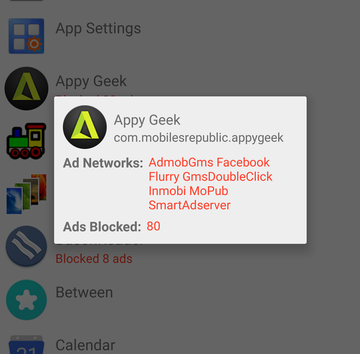 App Settings
Appy Geek
Appy Geek
com.mobilesrepublic.appygeek
Ad Networks: AdmobGms Facebook
Flurry GmsDoubleClick
Inmobi MoPub
SmartAdserver
Ads Blocked: 80
Blocked 8 ads
Between
Calendar
31